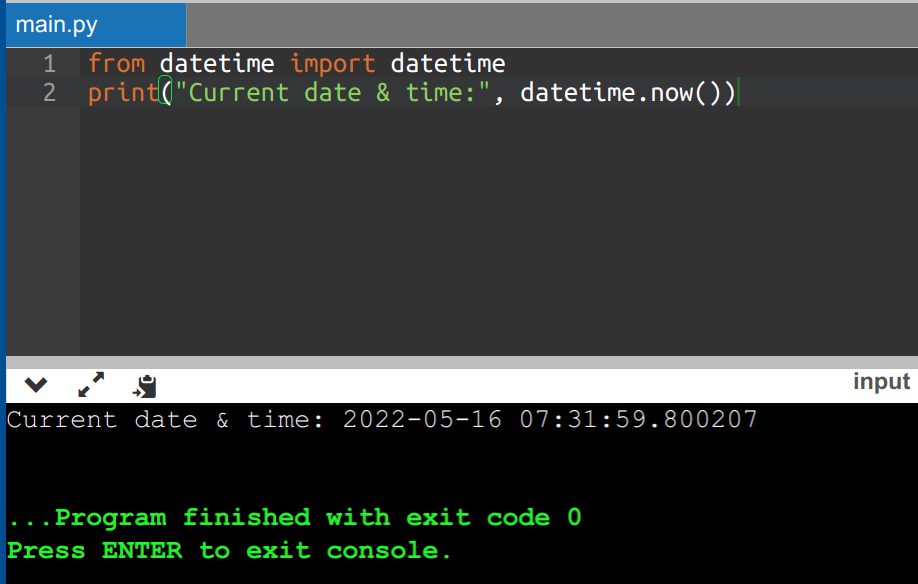 main.py
1 from datetime import datetime
2 print("Current date & time:", datetime.now())
input
Current date & time: 2022-05-16 07:31:59.800207
...Program finished with exit code 0
Press ENTER to exit console.